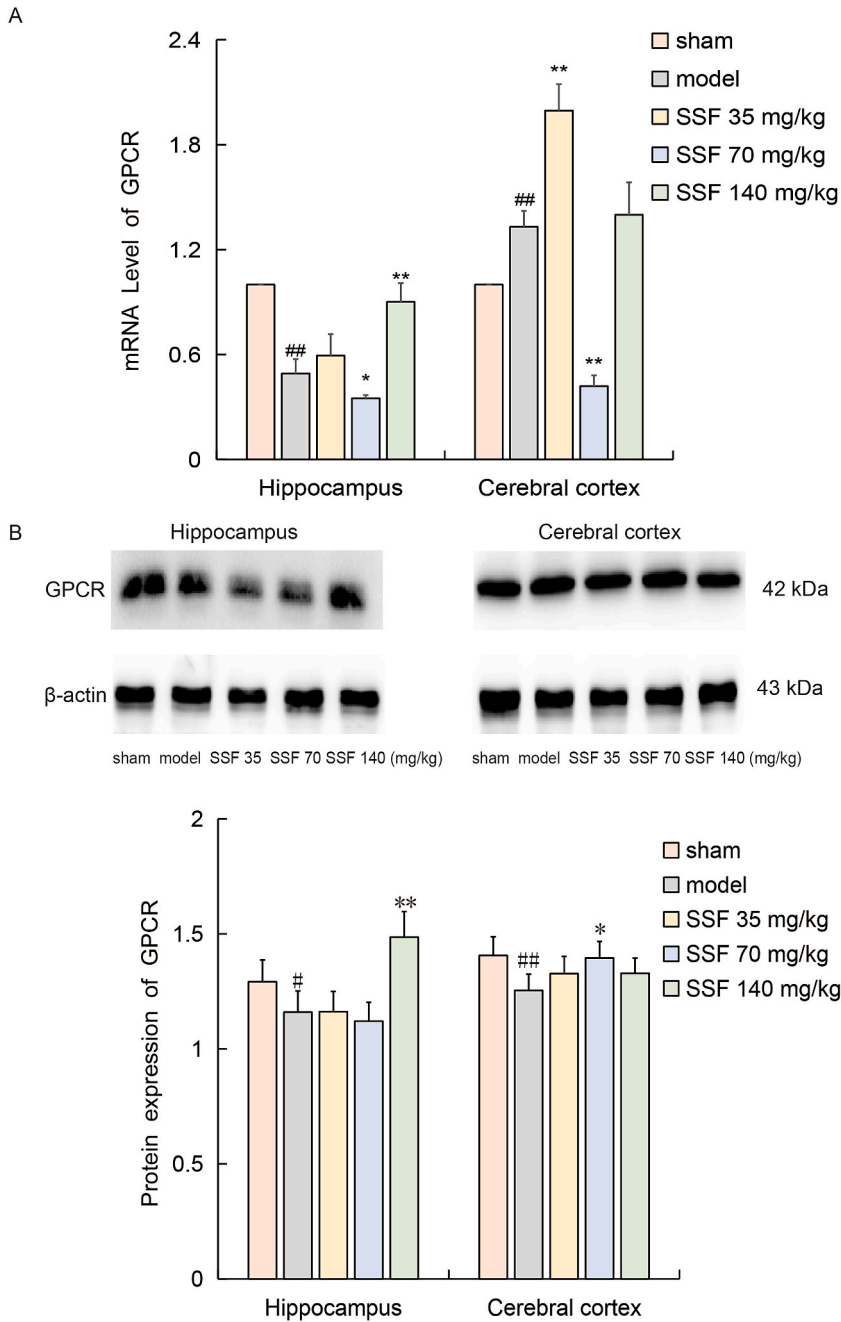 A
2.4
1.8
1.2
0.6
0
mRNA Level of GPCR
##
*
**
##
**
**
Hippocampus
Cerebral cortex
sham
model
SSF 35 mg/kg
SSF 70 mg/kg
SSF 140 mg/kg
B
Hippocampus
Cerebral cortex
GPCR
42 kDa
β-actin
43 kDa
sham model SSF 35 SSF 70 SSF 140 (mg/kg)
sham model SSF 35 SSF 70 SSF 140 (mg/kg)
2
1.5
1
0.5
0
Protein expression of GPCR
#
**
##
*
Hippocampus
Cerebral cortex
sham
model
SSF 35 mg/kg
SSF 70 mg/kg
SSF 140 mg/kg